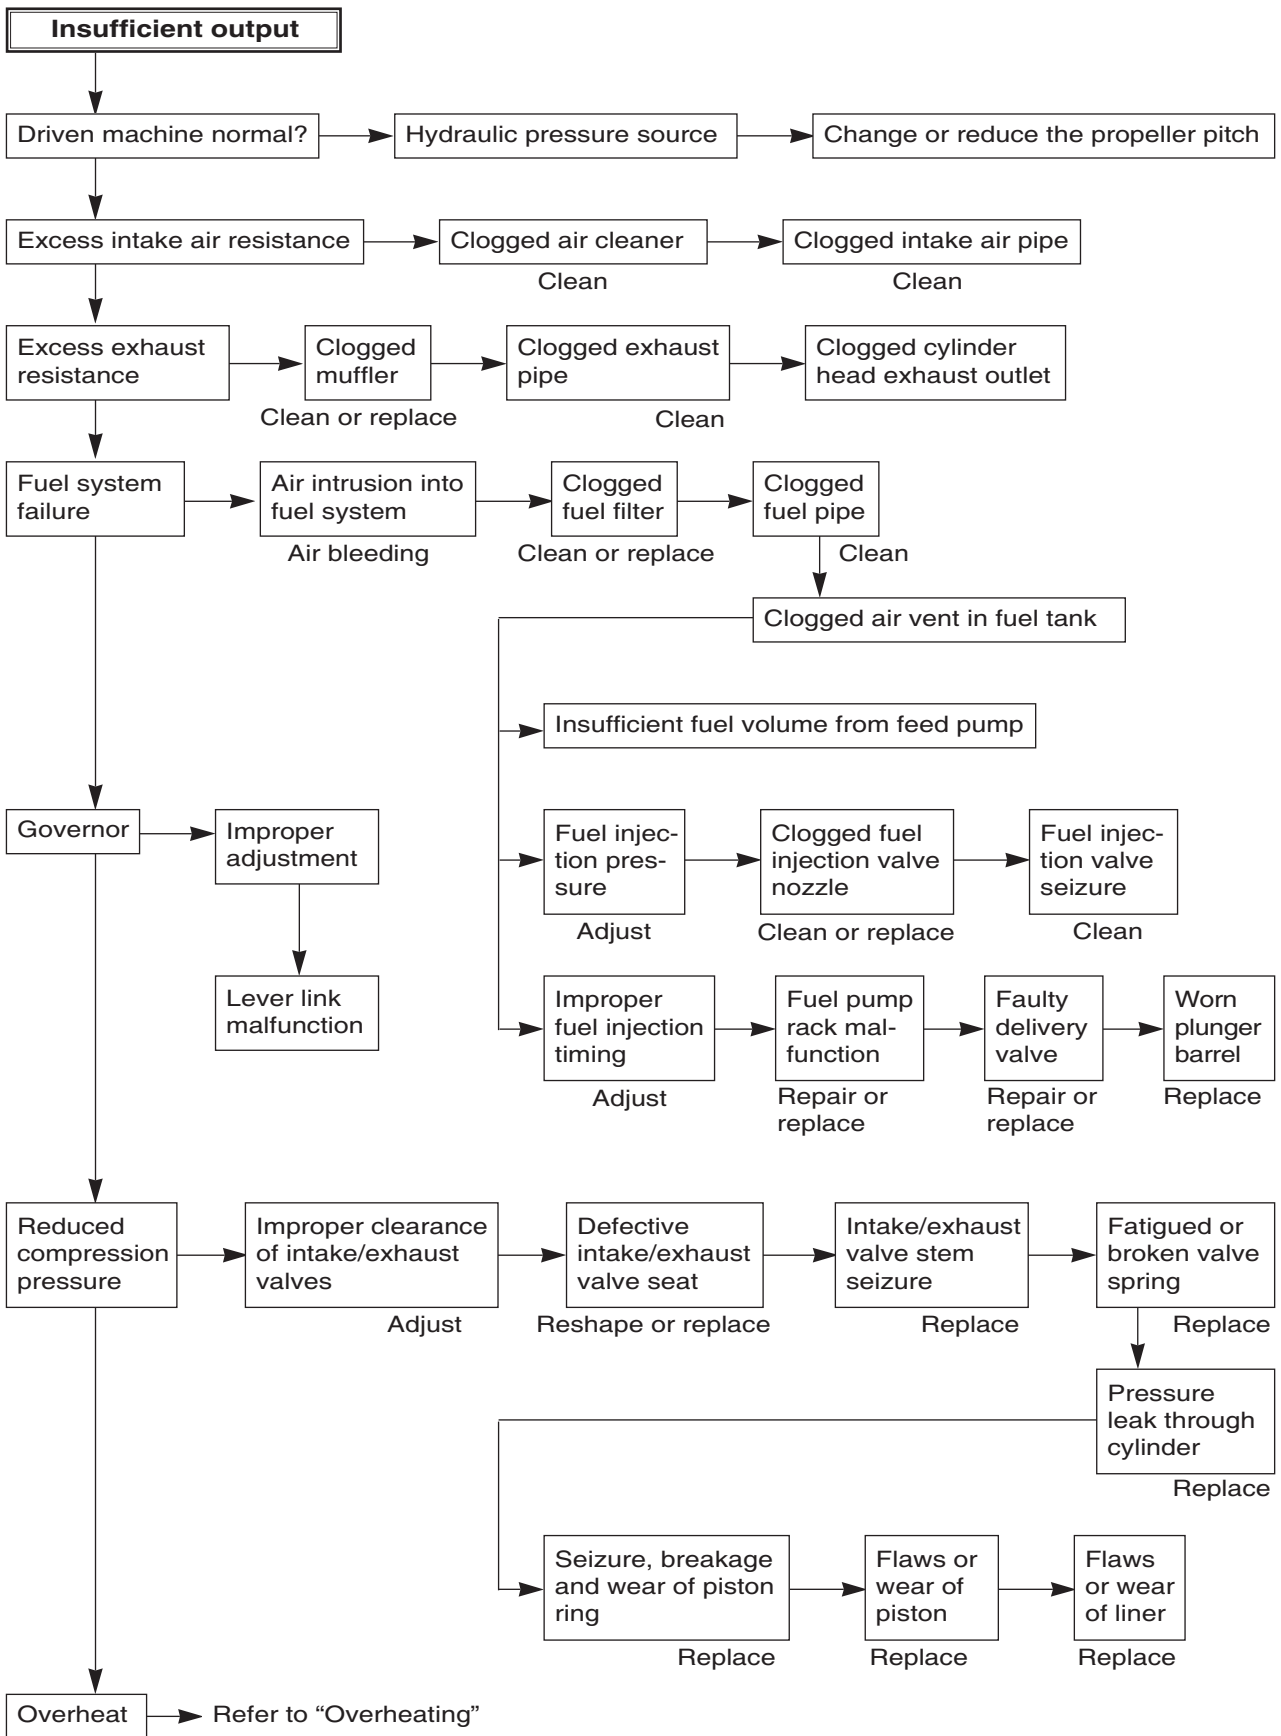 Insufficient output
Driven machine normal?
Hydraulic pressure source
Change or reduce the propeller pitch
Excess intake air resistance
Clogged air cleaner
Clogged intake air pipe
Clean
Clean
Excess exhaust
resistance
Clogged
muffler
Clogged exhaust
pipe
Clogged cylinder
head exhaust outlet
Clean or replace
Clean
Fuel system
failure
Air intrusion into
fuel system
Clogged
fuel filter
Clogged
fuel pipe
Air bleeding
Clean or replace
Clean
Clogged air vent in fuel tank
Insufficient fuel volume from feed pump
Governor
Improper
adjustment
Fuel injec-
tion pres-
sure
Clogged fuel
injection valve
nozzle
Fuel injec-
tion valve
seizure
Adjust
Clean or replace
Clean
Lever link
malfunction
Improper
fuel injection
timing
Fuel pump
rack mal-
function
Faulty
delivery
valve
Worn
plunger
barrel
Adjust
Repair or
replace
Repair or
replace
Replace
Reduced
compression
pressure
Improper clearance
of intake/exhaust
valves
Defective
intake/exhaust
valve seat
Intake/exhaust
valve stem
seizure
Fatigued or
broken valve
spring
Adjust
Reshape or replace
Replace
Replace
Pressure
leak through
cylinder
Replace
Seizure, breakage
and wear of piston
ring
Flaws or
wear of
piston
Flaws
or wear
of liner
Replace
Replace
Replace
Overheat
Refer to “Overheating”